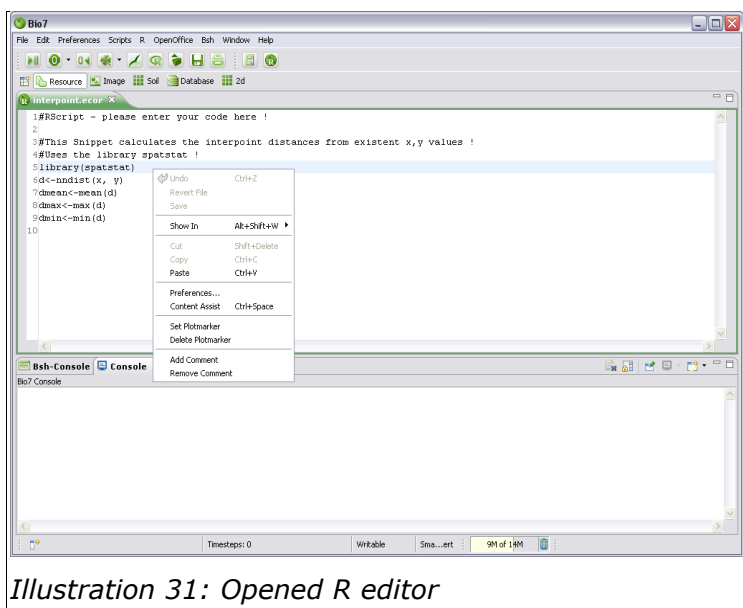 Bio7
File Edit Preferences Scripts R OpenOffice Bsh Window Help
Resource Image Soil Database 2d
interpoint.ecor
1#RScript - please enter your code here !
2
3#This Snippet calculates the interpoint distances from existent x,y values !
4#Uses the library spatstat !
5library(spatstat)
6d<-nndist(x, y)
7dmean<-mean(d)
8dmax<-max(d)
9dmin<-min(d)
10
Undo Ctrl+Z
Revert File
Save
Show In Alt+Shift+W
Cut Shift+Delete
Copy Ctrl+C
Paste Ctrl+V
Preferences...
Content Assist Ctrl+Space
Set Plotmarker
Delete Plotmarker
Add Comment
Remove Comment
Bsh-Console Console
Bio7 Console
Timesteps: 0 Writable Sma...ert 9M of 14M
Illustration 31: Opened R editor